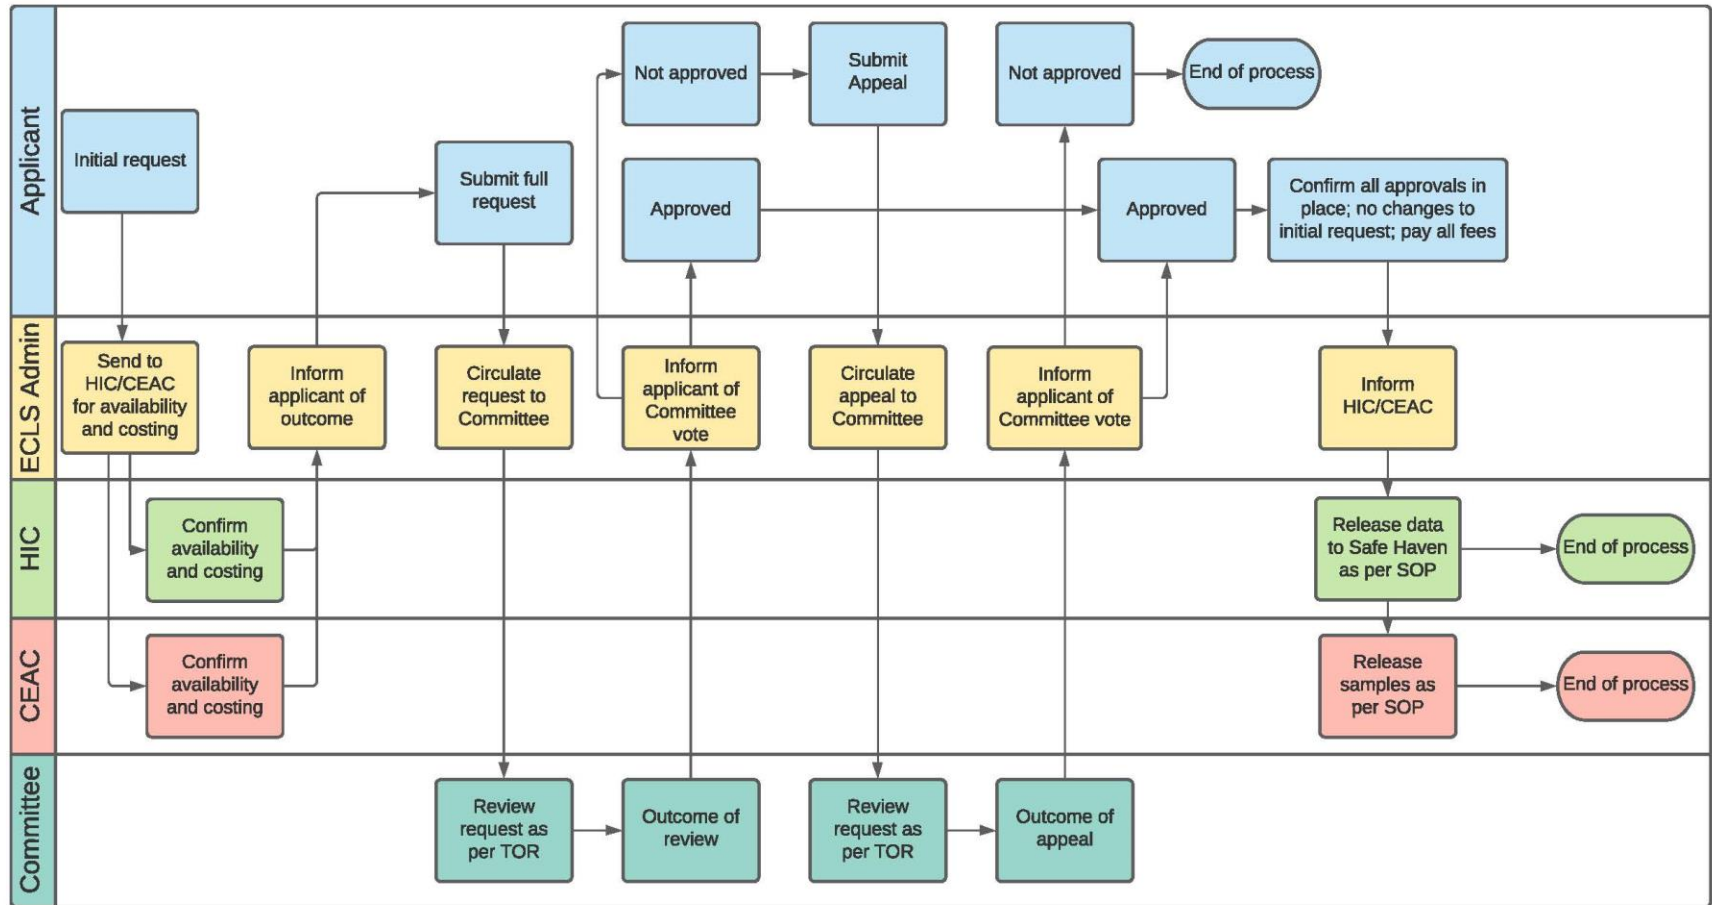 Applicant
Initial request
Submit full
request
Not approved
Submit
Appeal
Not approved
End of process
Approved
Approved
Confirm all approvals in
place; no changes to
initial request; pay all fees
ECLS Admin
Send to
HIC/CEAC
for availability
and costing
Inform
applicant of
outcome
Circulate
request to
Committee
Inform
applicant of
Committee
vote
Circulate
appeal to
Committee
Inform
applicant of
Committee vote
Inform
HIC/CEAC
HIC
Confirm
availability
and costing
Release data
to Safe Haven
as per SOP
End of process
CEAC
Confirm
availability
and costing
Release
samples as
per SOP
End of process
Committee
Review
request as
per TOR
Outcome of
review
Review
request as
per TOR
Outcome of
appeal